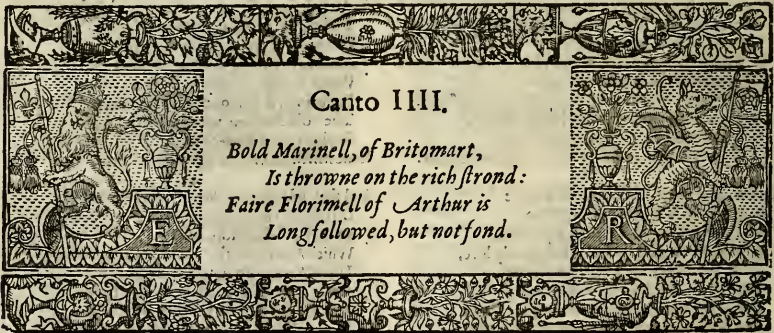 Canto IIII.
Bold Marinell, of Britomart,
Is throwne on the rich ſtrond:
Faire Florimell of Arthur is
Long followed, but not fond.
E R